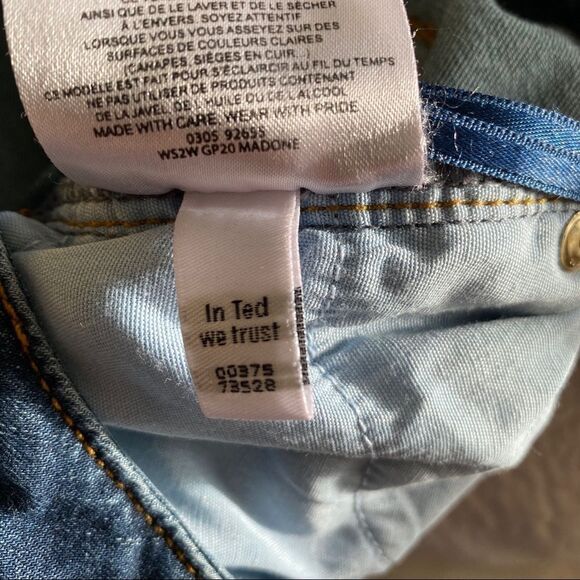 AINSI QUE DE LE LAVER ET DE LE SÉCHER
À L'ENVERS. SOYEZ ATTENTIF
LORSQUE VOUS VOUS ASSEYEZ SUR DES
SURFACES DE COULEURS CLAIRES
(CANAPES, SIÈGES EN CUIR...
CE MODÈLE EST FAIT POUR S'ÉCLAIRCIR AU FIL DU TEMPS
NE PAS UTILISER DE PRODUITS CONTENANT
DE LA JAVEL, DE L'HUILE OU DE L'ALCOOL
MADE WITH CARE, WEAR WITH PRIDE
0305 92655
WS2W GP20 MADONE
In Ted
we trust
00375
73528